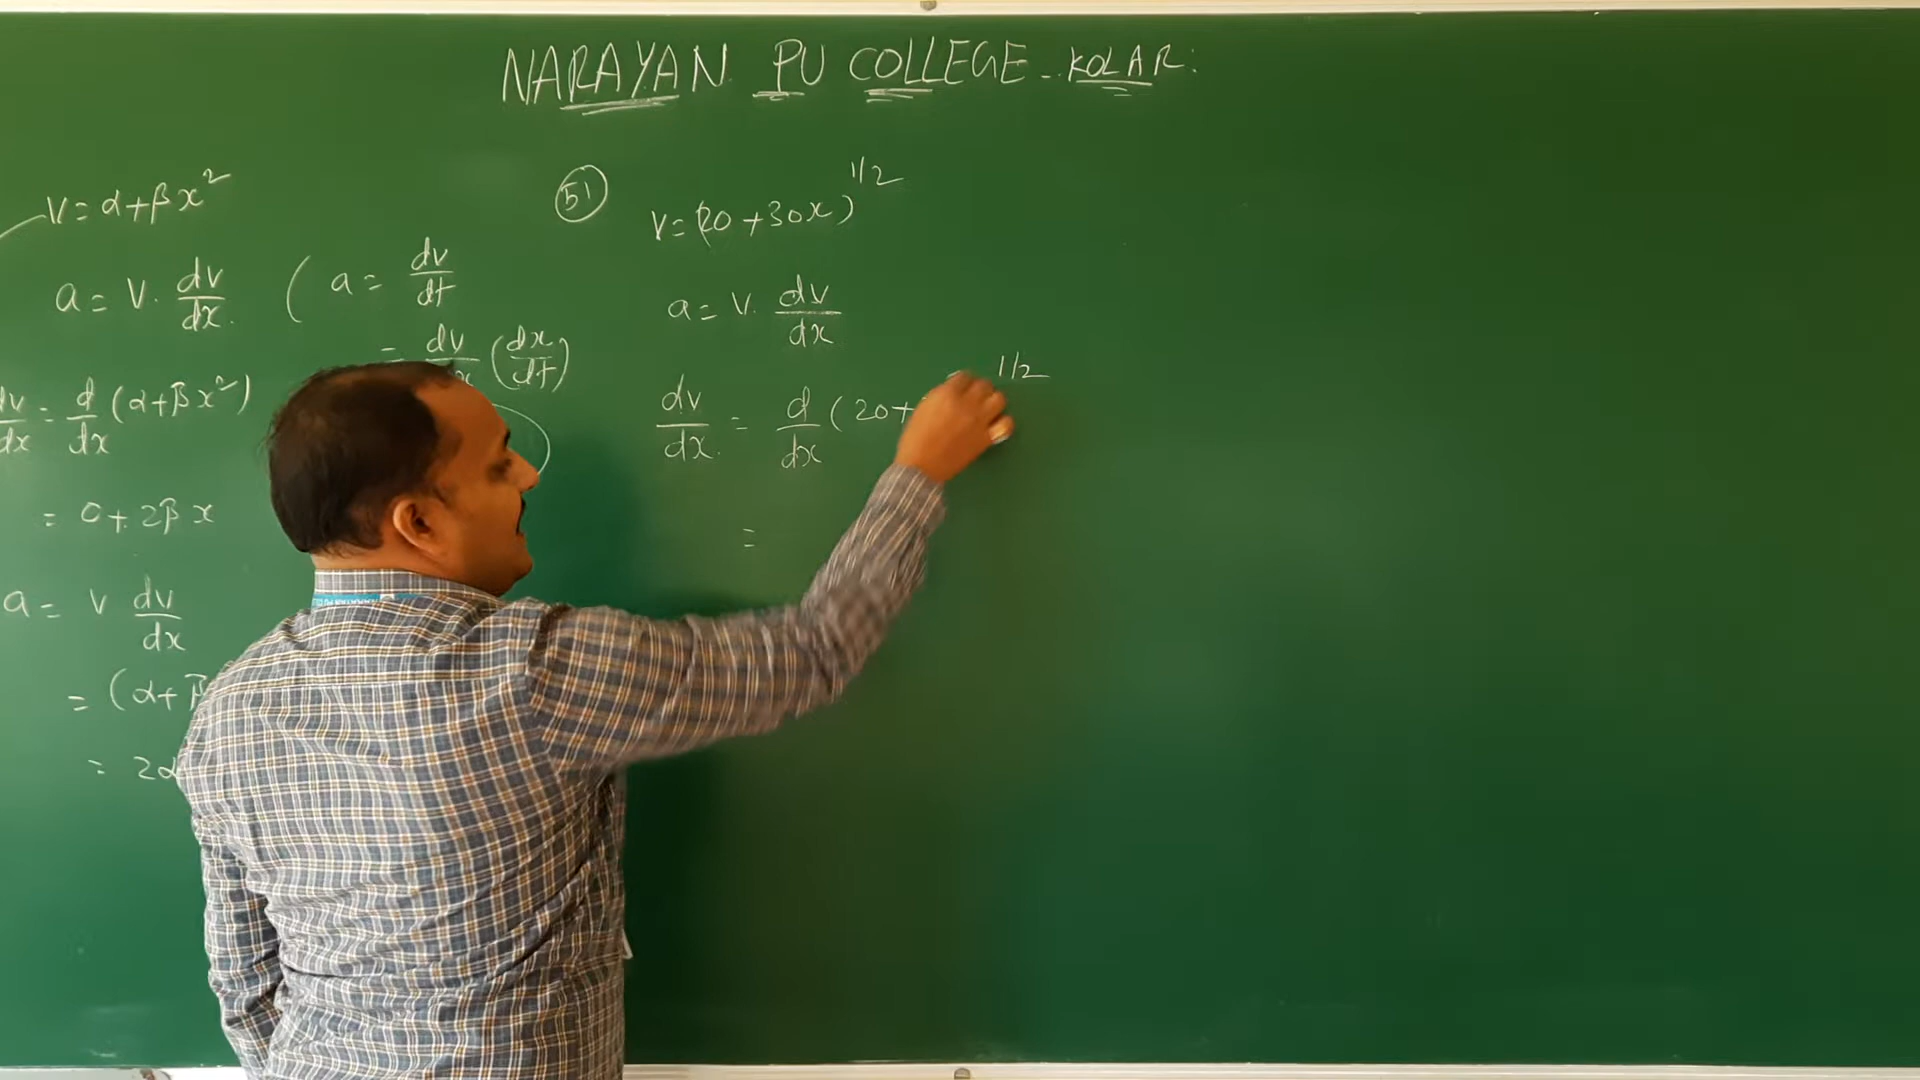 NARAYAN PU COLLEGE - KOLAR:
V = α+βx²
a = V. dv/dx ( a = dv/dt
= dv/ (dx/dt)
dv/dx = d/dx (α+βx²)
= 0+2βx
a = v dv/dx
= (α+β
= 2α
51
V = (20+30x)^1/2
a = V. dv/dx
dv/dx = d/dx (20+ 1/2
=